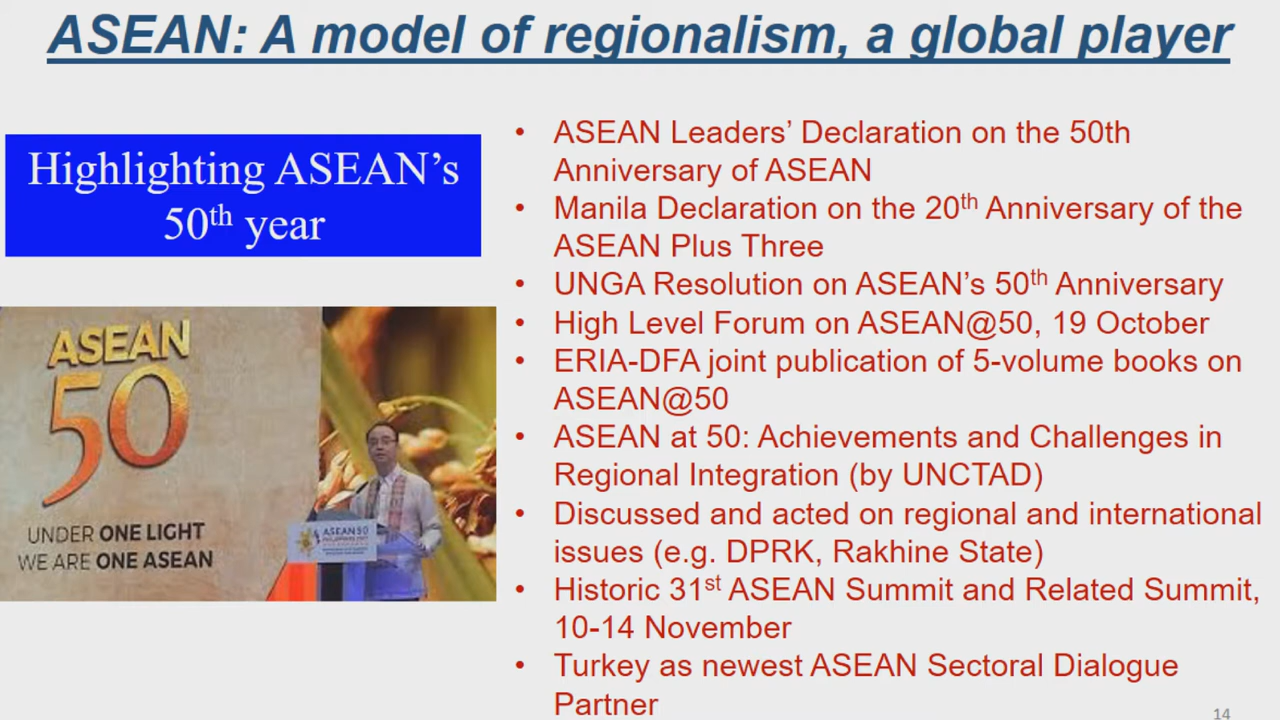 ASEAN: A model of regionalism, a global player
Highlighting ASEAN’s
50th year
ASEAN
50
UNDER ONE LIGHT
WE ARE ONE ASEAN
ASEAN 50
• ASEAN Leaders’ Declaration on the 50th
Anniversary of ASEAN
• Manila Declaration on the 20th Anniversary of the
ASEAN Plus Three
• UNGA Resolution on ASEAN’s 50th Anniversary
• High Level Forum on ASEAN@50, 19 October
• ERIA-DFA joint publication of 5-volume books on
ASEAN@50
• ASEAN at 50: Achievements and Challenges in
Regional Integration (by UNCTAD)
• Discussed and acted on regional and international
issues (e.g. DPRK, Rakhine State)
• Historic 31st ASEAN Summit and Related Summit,
10-14 November
• Turkey as newest ASEAN Sectoral Dialogue
Partner
14